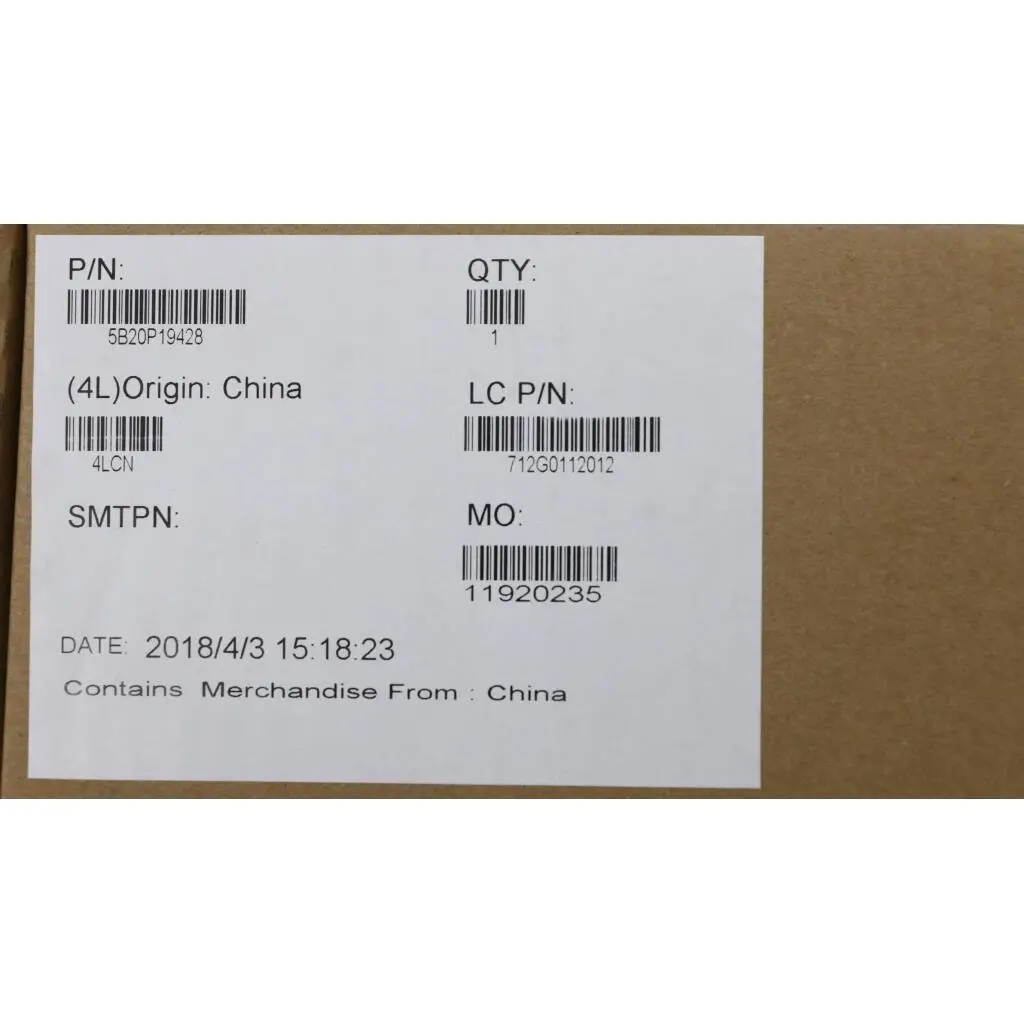 P/N:
5B20P19428
QTY:
1
(4L)Origin: China
4LCN
LC P/N:
712G0112012
SMTPN:
MO:
11920235
DATE: 2018/4/3 15:18:23
Contains Merchandise From : China